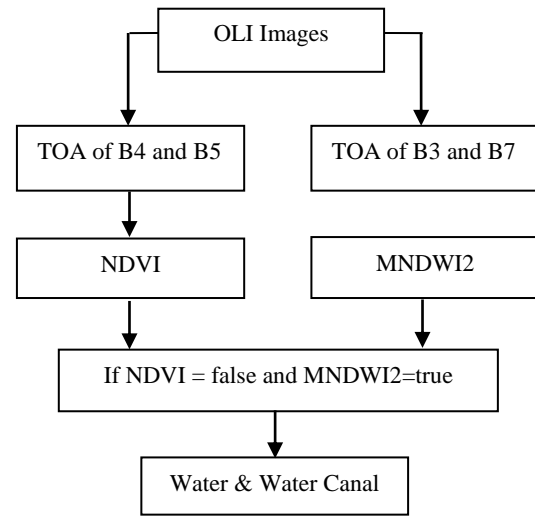 OLI Images
TOA of B4 and B5
TOA of B3 and B7
NDVI
MNDWI2
If NDVI = false and MNDWI2=true
Water & Water Canal